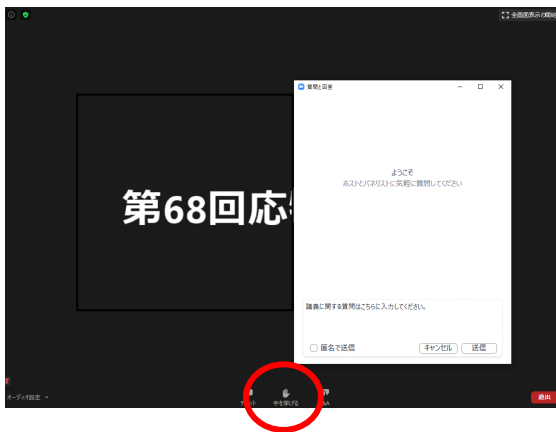 全画面表示の開始
質問と回答
ようこそ
ホストとパネリストに気軽に質問してください
第68回応
講義に関する質問はこちらに入力してください。
匿名で送信
キャンセル
送信
オーディオ設定
手を挙げる
退出